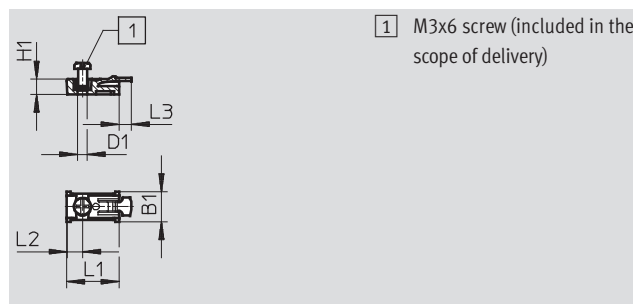 1
1 M3x6 screw (included in the
scope of delivery)
H1
L3
D1
B1
L2
L1